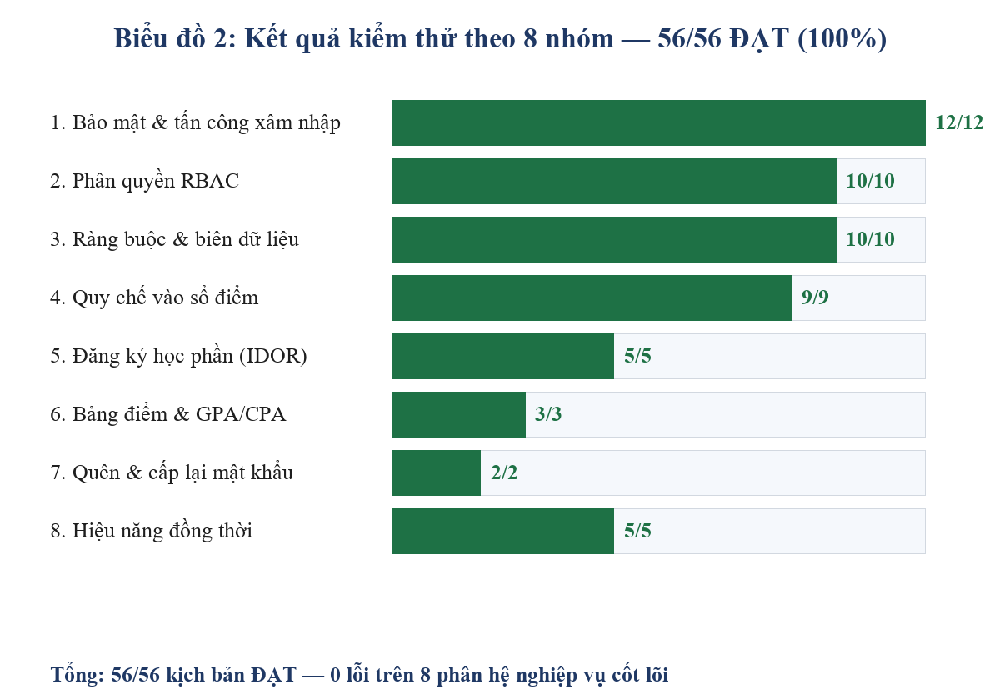 Biểu đồ 2: Kết quả kiểm thử theo 8 nhóm — 56/56 ĐẠT (100%)
1. Bảo mật & tấn công xâm nhập 12/12
2. Phân quyền RBAC 10/10
3. Ràng buộc & biên dữ liệu 10/10
4. Quy chế vào sổ điểm 9/9
5. Đăng ký học phần (IDOR) 5/5
6. Bảng điểm & GPA/CPA 3/3
7. Quên & cấp lại mật khẩu 2/2
8. Hiệu năng đồng thời 5/5
Tổng: 56/56 kịch bản ĐẠT — 0 lỗi trên 8 phân hệ nghiệp vụ cốt lõi